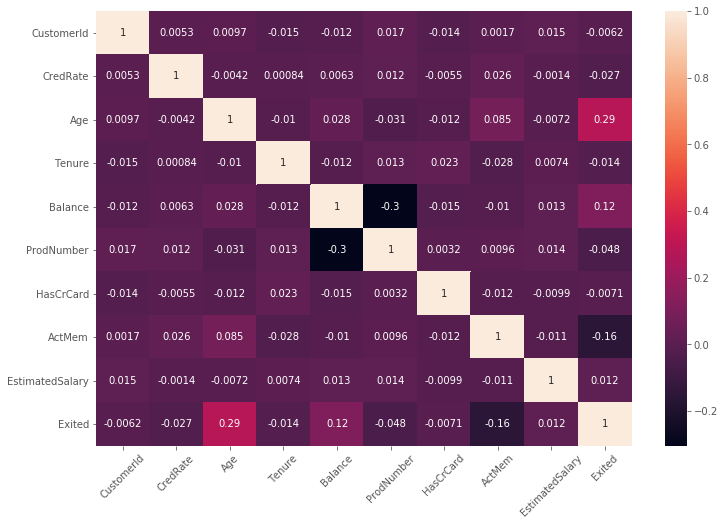 CustomerId 1 0.0053 0.0097 -0.015 -0.012 0.017 -0.014 0.0017 0.015 -0.0062
CredRate 0.0053 1 -0.0042 0.00084 0.0063 0.012 -0.0055 0.026 -0.0014 -0.027
Age 0.0097 -0.0042 1 -0.01 0.028 -0.031 -0.012 0.085 -0.0072 0.29
Tenure -0.015 0.00084 -0.01 1 -0.012 0.013 0.023 -0.028 0.0074 -0.014
Balance -0.012 0.0063 0.028 -0.012 1 -0.3 -0.015 -0.01 0.013 0.12
ProdNumber 0.017 0.012 -0.031 0.013 -0.3 1 0.0032 0.0096 0.014 -0.048
HasCrCard -0.014 -0.0055 -0.012 0.023 -0.015 0.0032 1 -0.012 -0.0099 -0.0071
ActMem 0.0017 0.026 0.085 -0.028 -0.01 0.0096 -0.012 1 -0.011 -0.16
EstimatedSalary 0.015 -0.0014 -0.0072 0.0074 0.013 0.014 -0.0099 -0.011 1 0.012
Exited -0.0062 -0.027 0.29 -0.014 0.12 -0.048 -0.0071 -0.16 0.012 1
CustomerId CredRate Age Tenure Balance ProdNumber HasCrCard ActMem EstimatedSalary Exited
1.0
0.8
0.6
0.4
0.2
0.0
−0.2